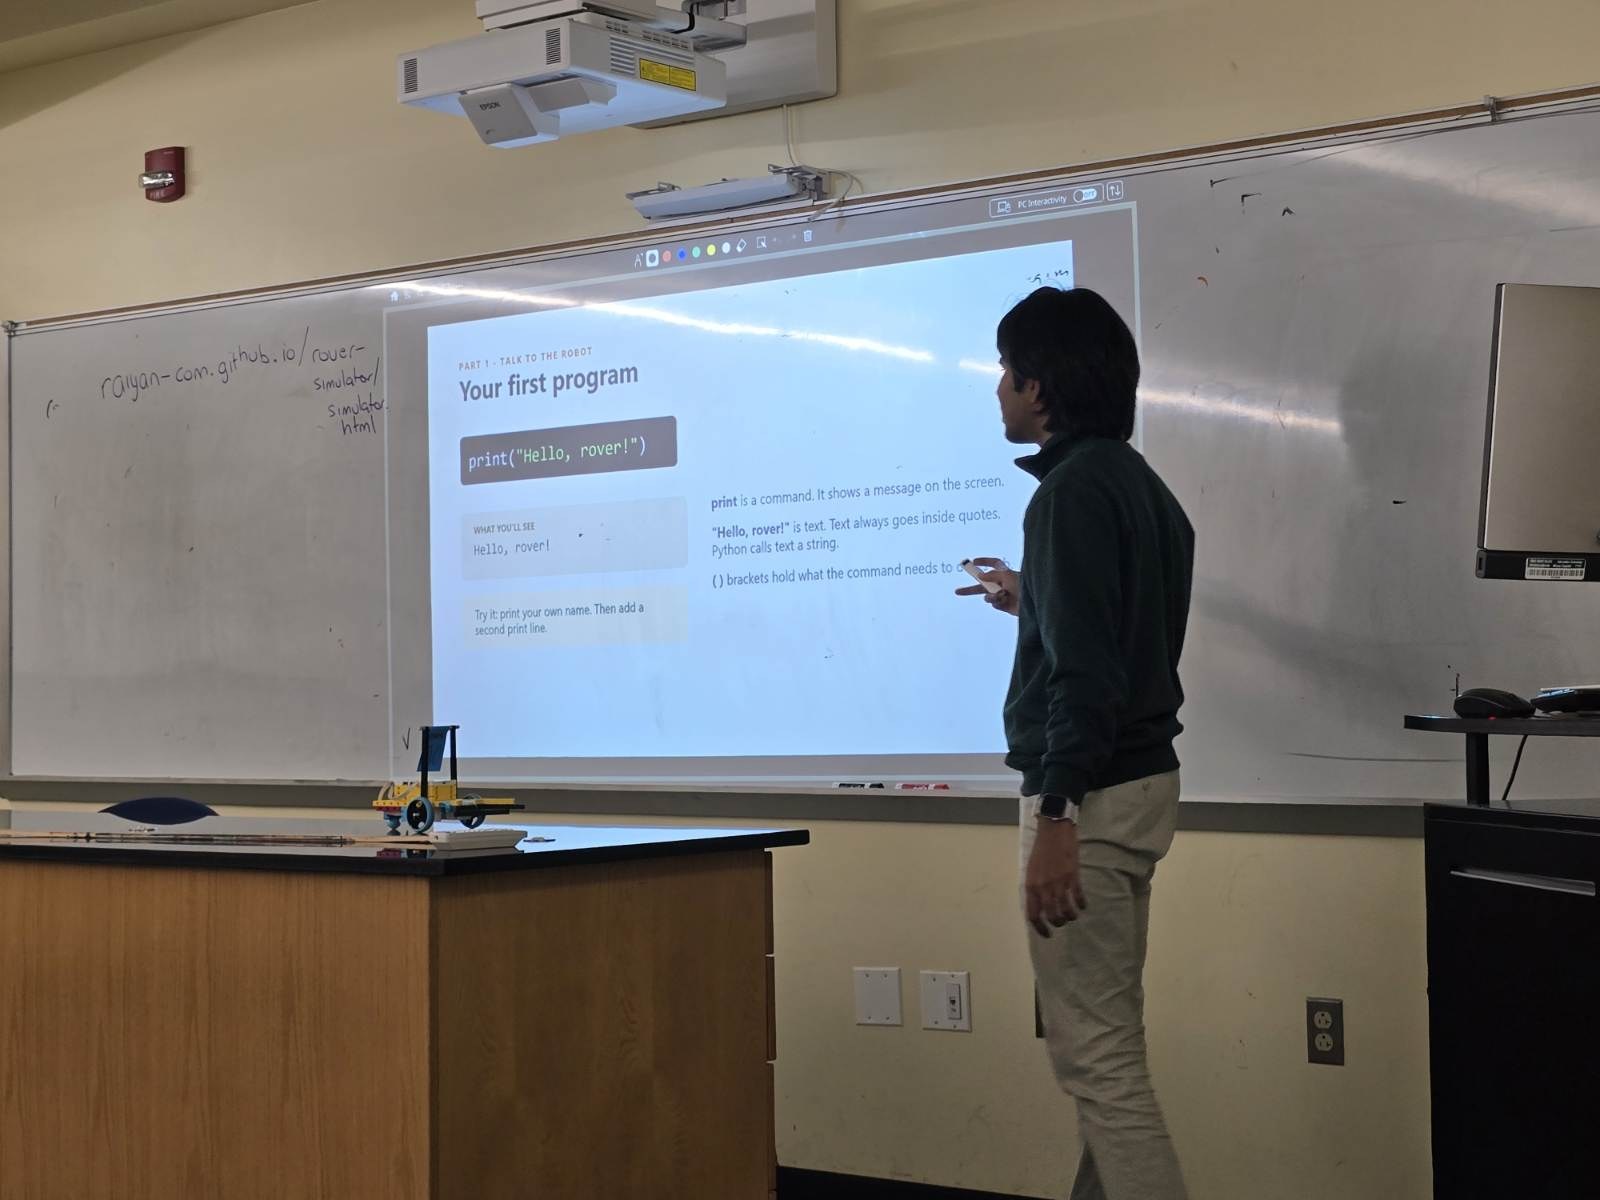 EPSON
FIRE
PC Interactivity
OFF
raiyan-com.github.io/rover-
simulator/
simulator.
html
PART 1 - TALK TO THE ROBOT
Your first program
print("Hello, rover!")
WHAT YOU'LL SEE
Hello, rover!
Try it: print your own name. Then add a
second print line.
print is a command. It shows a message on the screen.
"Hello, rover!" is text. Text always goes inside quotes.
Python calls text a string.
( ) brackets hold what the command needs to